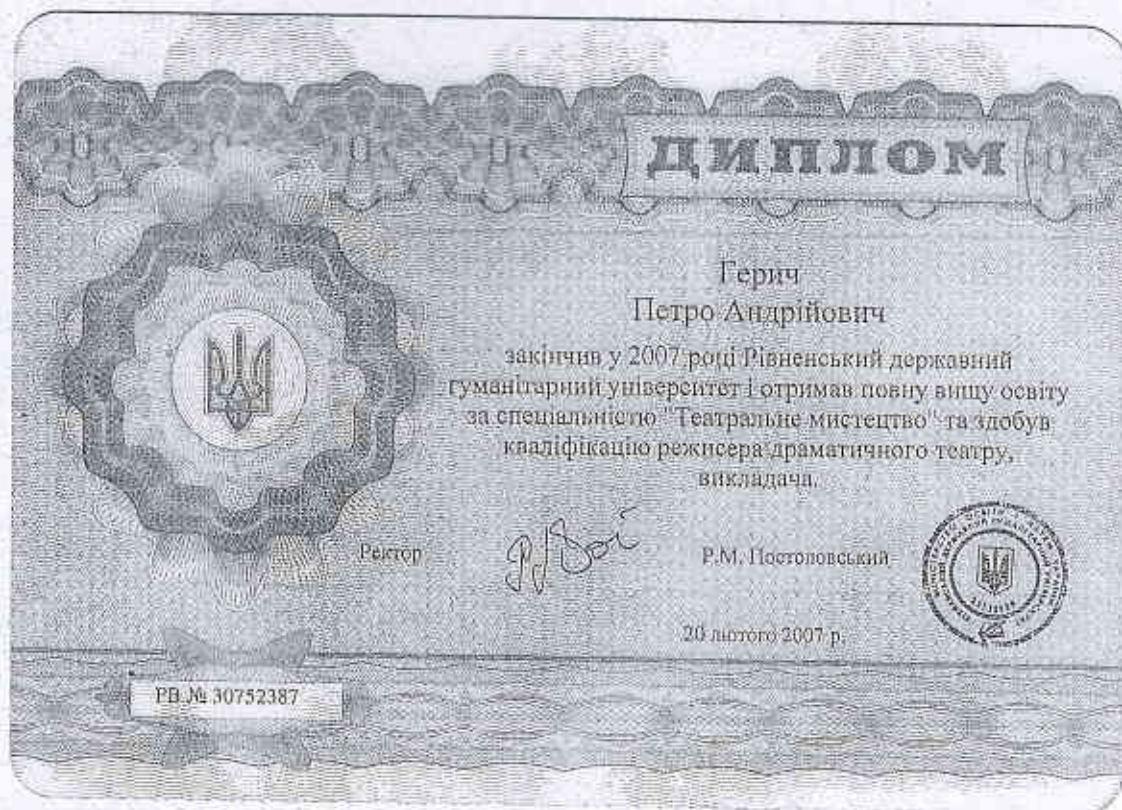 ДИПЛОМ
Герич
Петро Андрійович
закінчив у 2007 році Рівненський державний
гуманітарний університет і отримав повну вищу освіту
за спеціальністю "Театральне мистецтво" та здобув
кваліфікацію режисера драматичного театру,
викладача.
Ректор
Р.М. Постоловський
20 лютого 2007 р.
РВ № 30752387